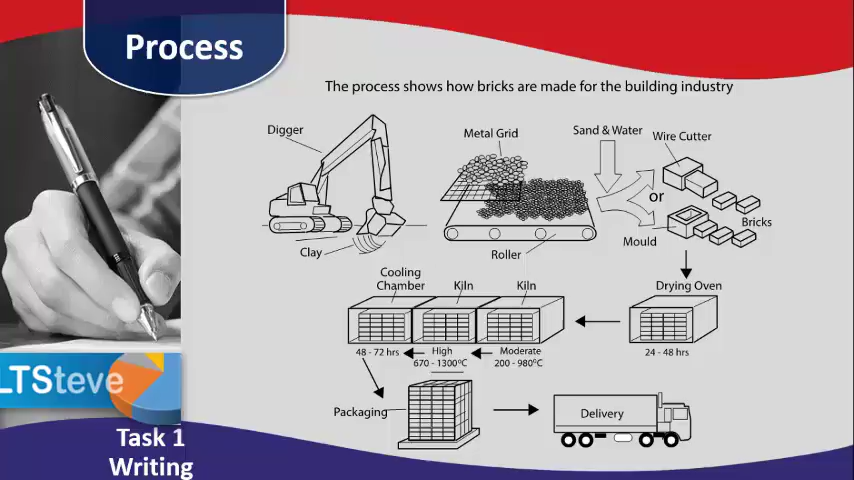 Process
The process shows how bricks are made for the building industry
Digger
Metal Grid
Sand & Water
Wire Cutter
or
Bricks
Mould
Clay
Roller
Cooling
Chamber
Kiln
Kiln
Drying Oven
48 - 72 hrs
High
670 - 1300°C
Moderate
200 - 980°C
24 - 48 hrs
Packaging
Delivery
LTSteve
Task 1
Writing